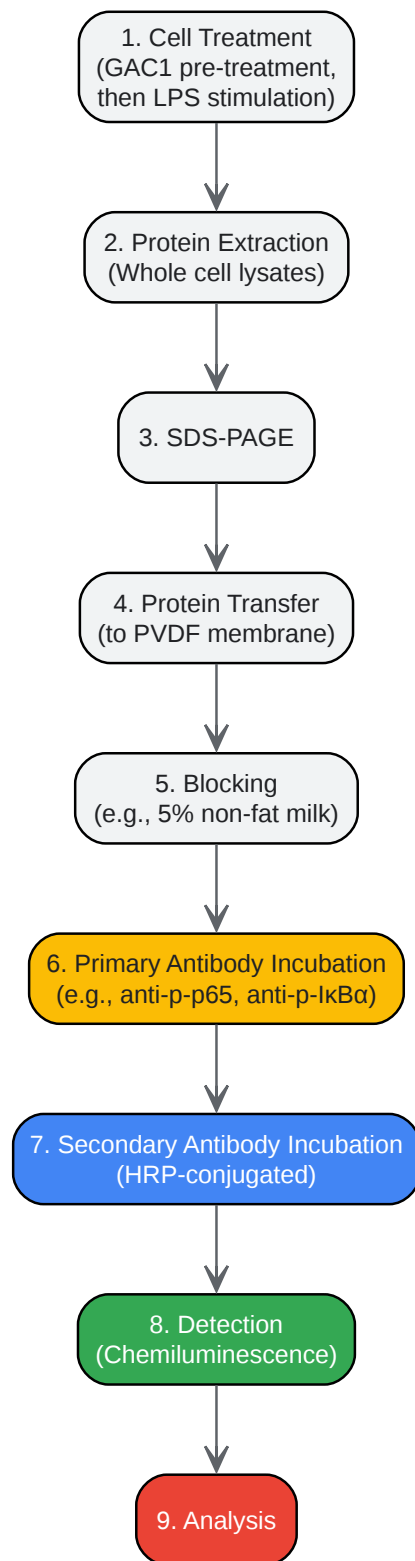 1. Cell Treatment
(GAC1 pre-treatment,
then LPS stimulation)
2. Protein Extraction
(Whole cell lysates)
3. SDS-PAGE
4. Protein Transfer
(to PVDF membrane)
5. Blocking
(e.g., 5% non-fat milk)
6. Primary Antibody Incubation
(e.g., anti-p-p65, anti-p-IκBα)
7. Secondary Antibody Incubation
(HRP-conjugated)
8. Detection
(Chemiluminescence)
9. Analysis